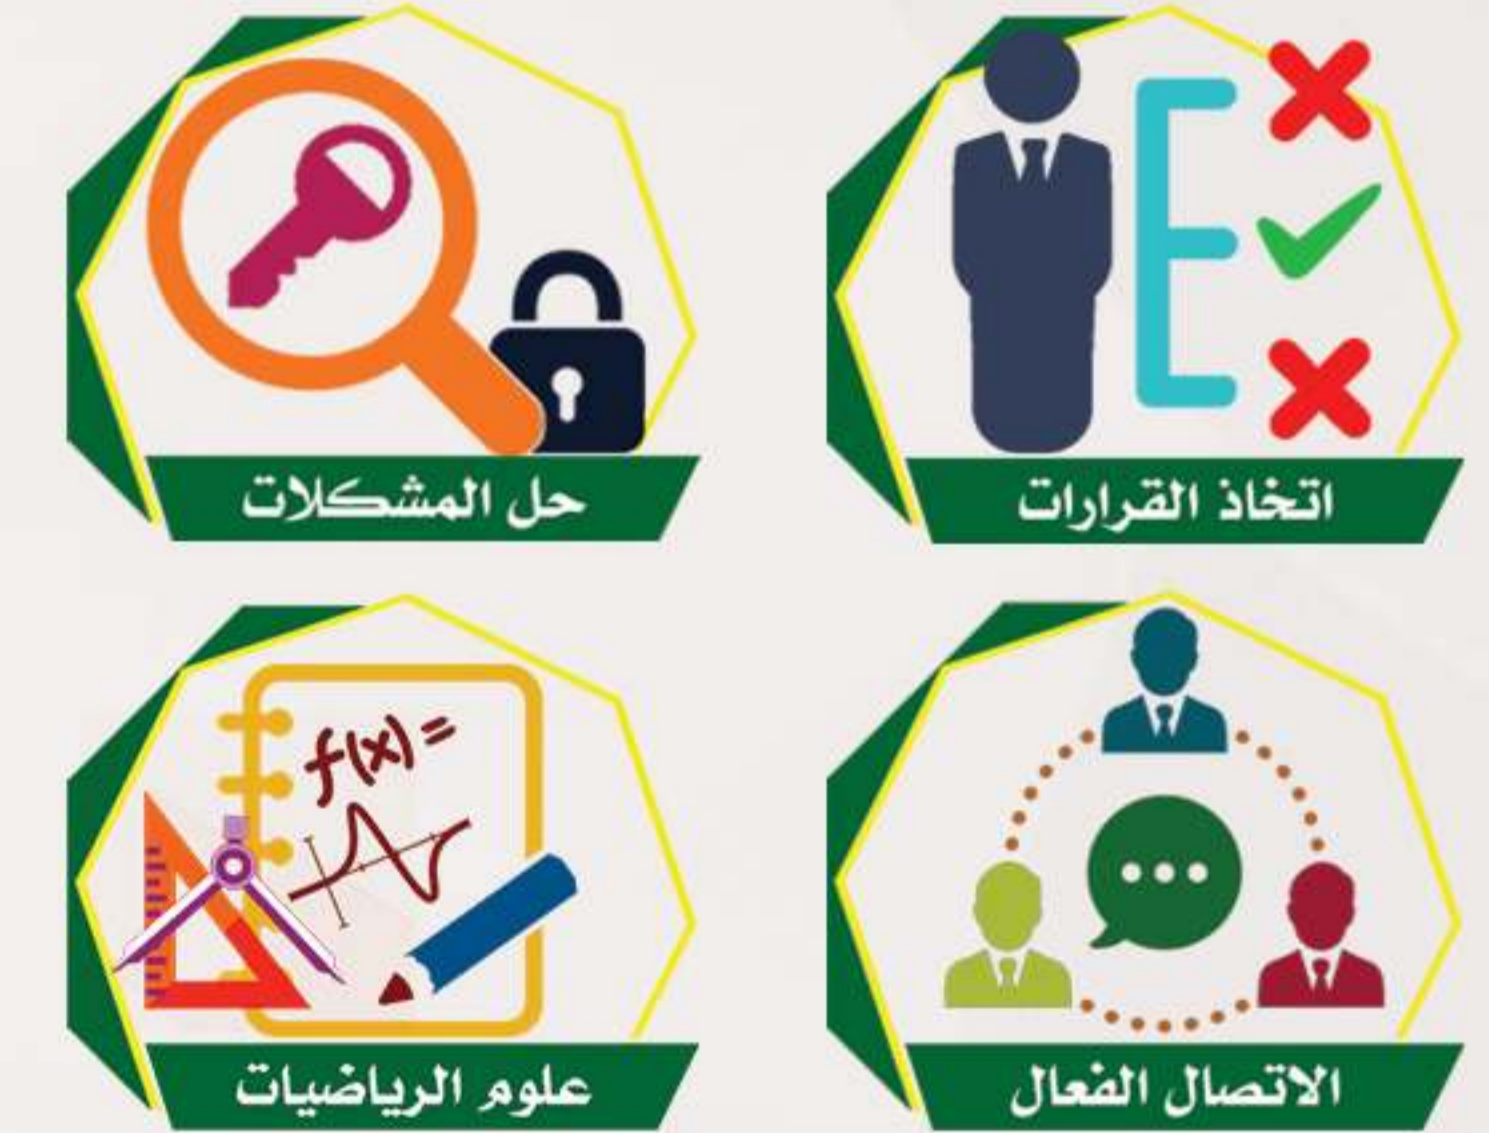 اتخاذ القرارات
حل المشكلات
f(x) =
الاتصال الفعال
علوم الرياضيات